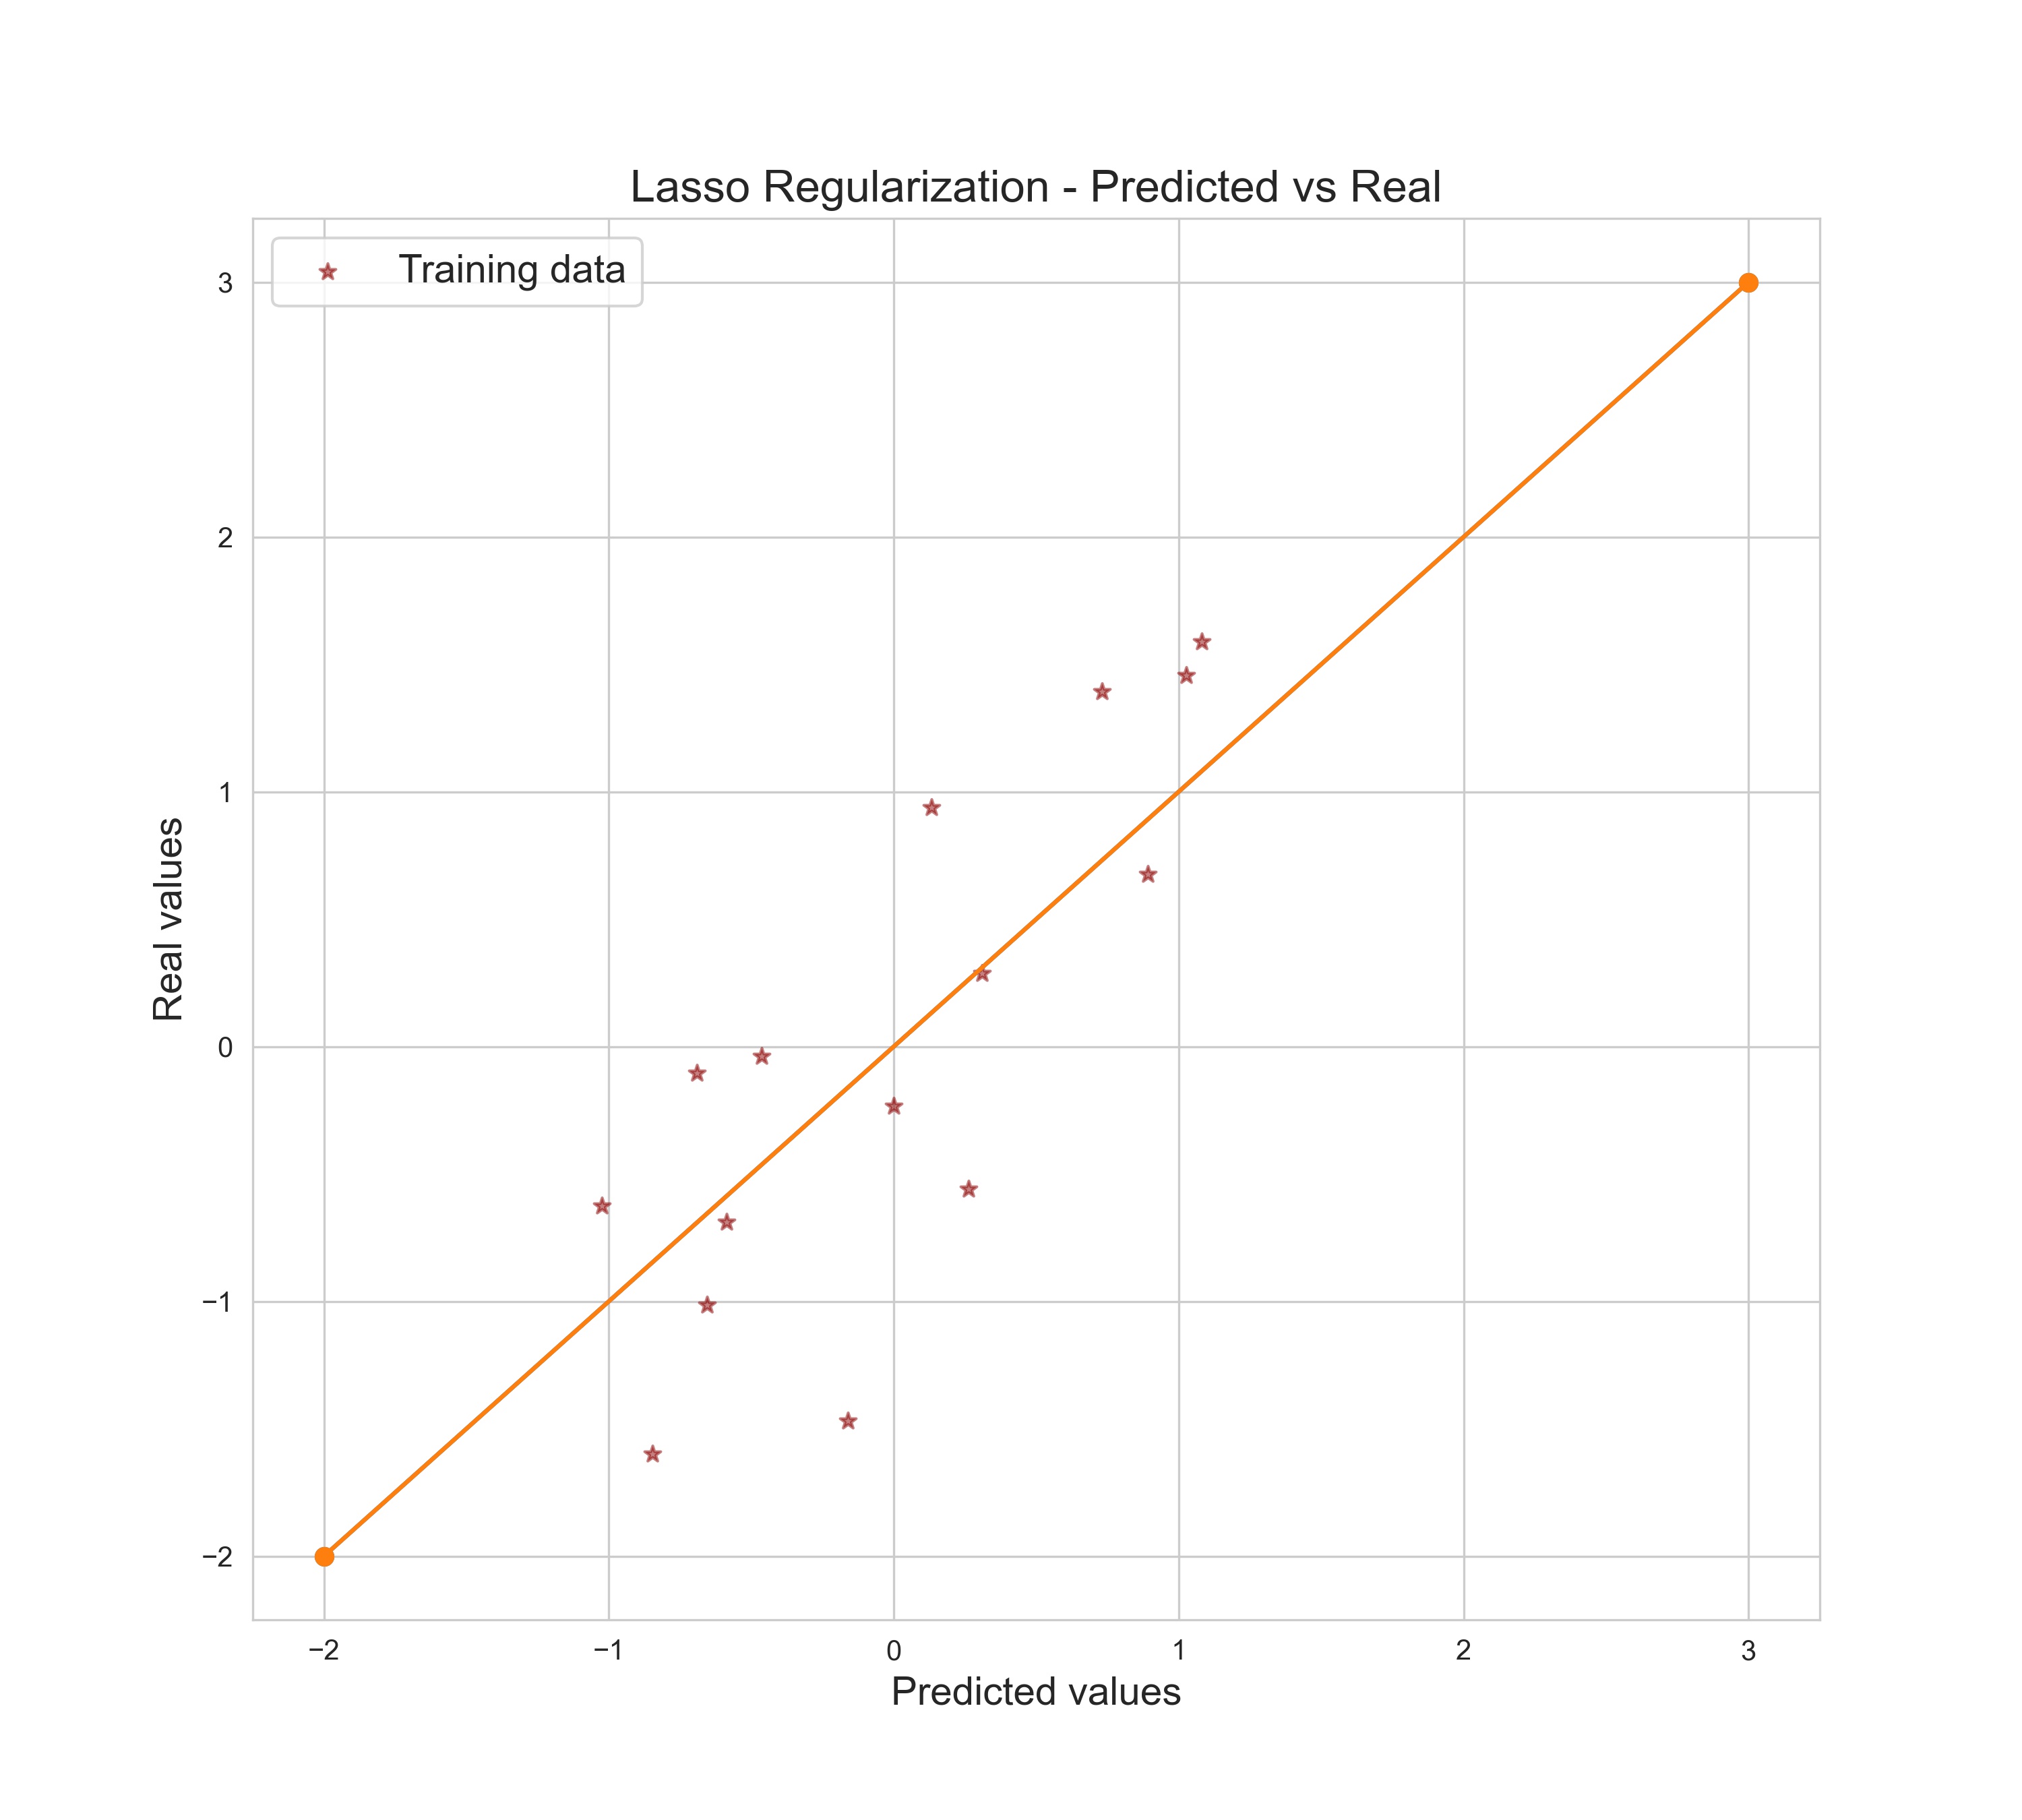 Lasso Regularization - Predicted vs Real
Training data
3
2
1
0
−1
−2
Real values
−2 −1 0 1 2 3
Predicted values